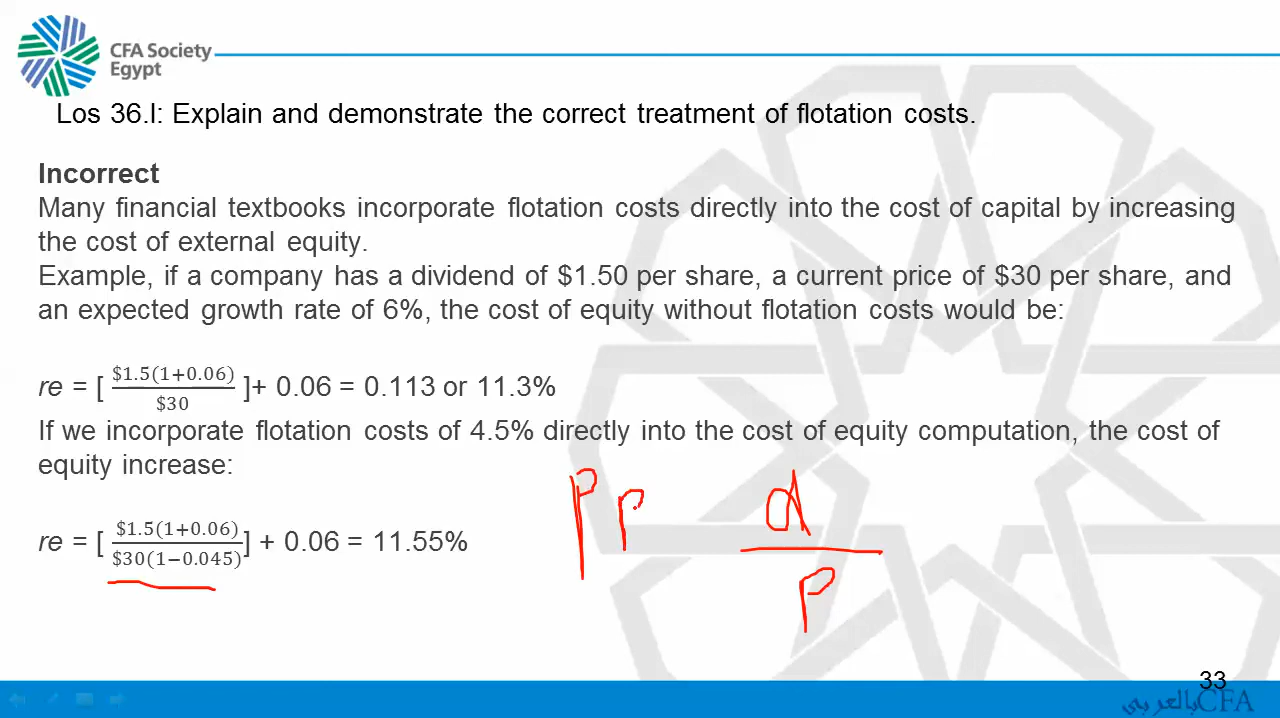 CFA Society
Egypt
Los 36.l: Explain and demonstrate the correct treatment of flotation costs.
Incorrect
Many financial textbooks incorporate flotation costs directly into the cost of capital by increasing
the cost of external equity.
Example, if a company has a dividend of $1.50 per share, a current price of $30 per share, and
an expected growth rate of 6%, the cost of equity without flotation costs would be:
re = [ $1.5(1+0.06) / $30 ]+ 0.06 = 0.113 or 11.3%
If we incorporate flotation costs of 4.5% directly into the cost of equity computation, the cost of
equity increase:
re = [ $1.5(1+0.06) / $30(1−0.045) ] + 0.06 = 11.55%
P P d
P
33
CFA بالعربي